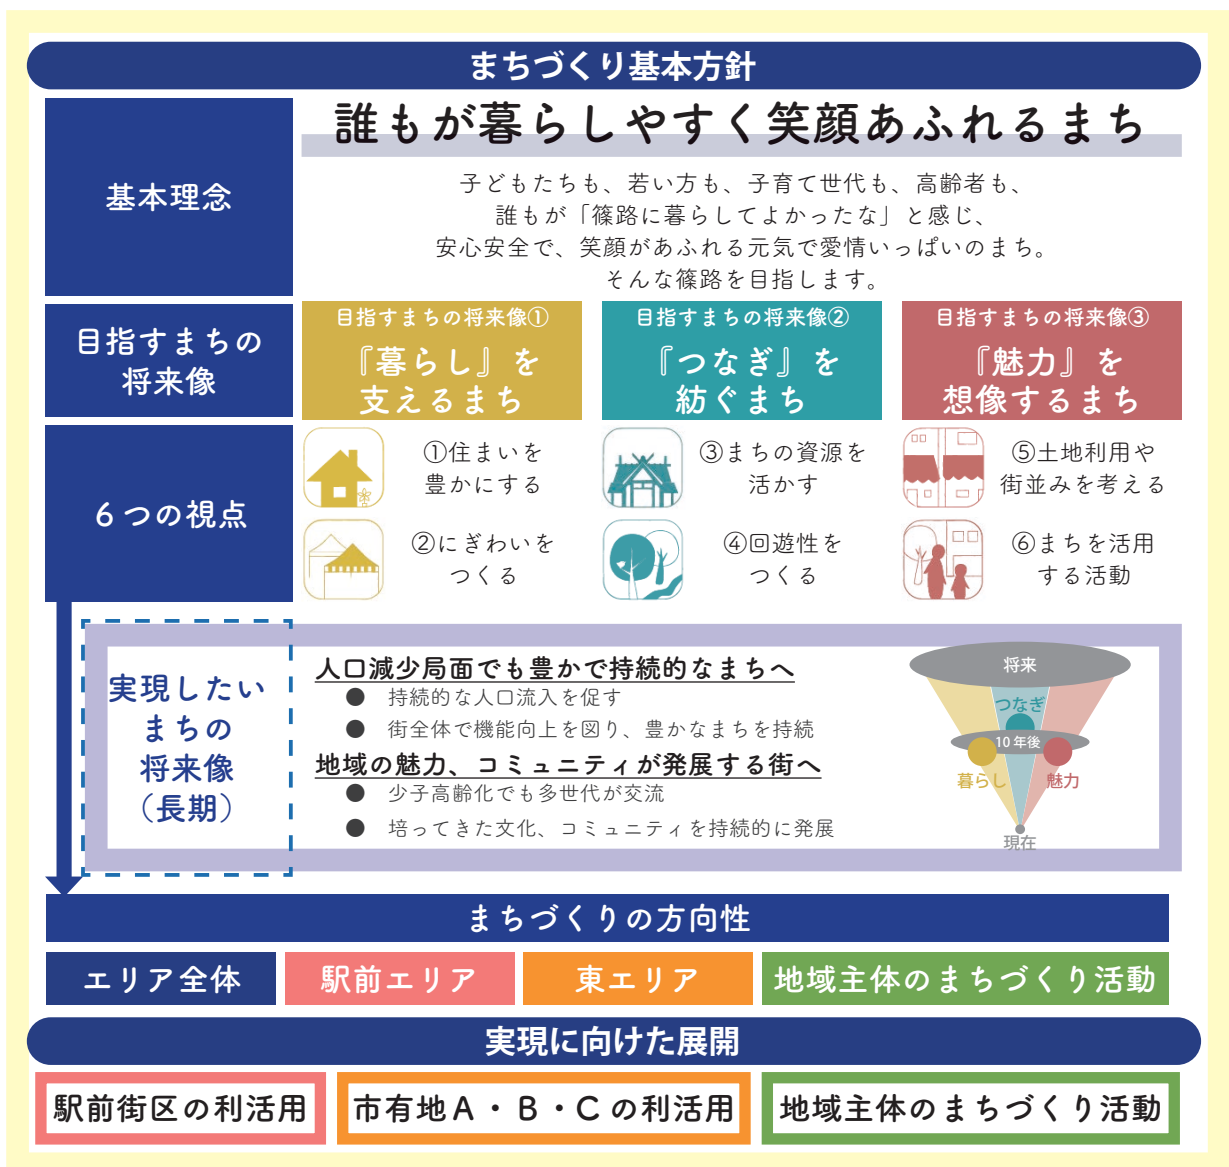 まちづくり基本方針
基本理念
誰もが暮らしやすく笑顔あふれるまち
子どもたちも、若い方も、子育て世代も、高齢者も、
誰もが「篠路に暮らしてよかったな」と感じ、
安心安全で、笑顔があふれる元気で愛情いっぱいのまち。
そんな篠路を目指します。
目指すまちの
将来像
目指すまちの将来像①
『暮らし』を
支えるまち
目指すまちの将来像②
『つなぎ』を
紡ぐまち
目指すまちの将来像③
『魅力』を
想像するまち
6つの視点
①住まいを
豊かにする
②にぎわいを
つくる
③まちの資源を
活かす
④回遊性を
つくる
⑤土地利用や
街並みを考える
⑥まちを活用
する活動
実現したい
まちの
将来像
（長期）
人口減少局面でも豊かで持続的なまちへ
● 持続的な人口流入を促す
● 街全体で機能向上を図り、豊かなまちを持続
地域の魅力、コミュニティが発展する街へ
● 少子高齢化でも多世代が交流
● 培ってきた文化、コミュニティを持続的に発展
将来
つなぎ
10年後
暮らし
魅力
現在
まちづくりの方向性
エリア全体
駅前エリア
東エリア
地域主体のまちづくり活動
実現に向けた展開
駅前街区の利活用
市有地A・B・Cの利活用
地域主体のまちづくり活動